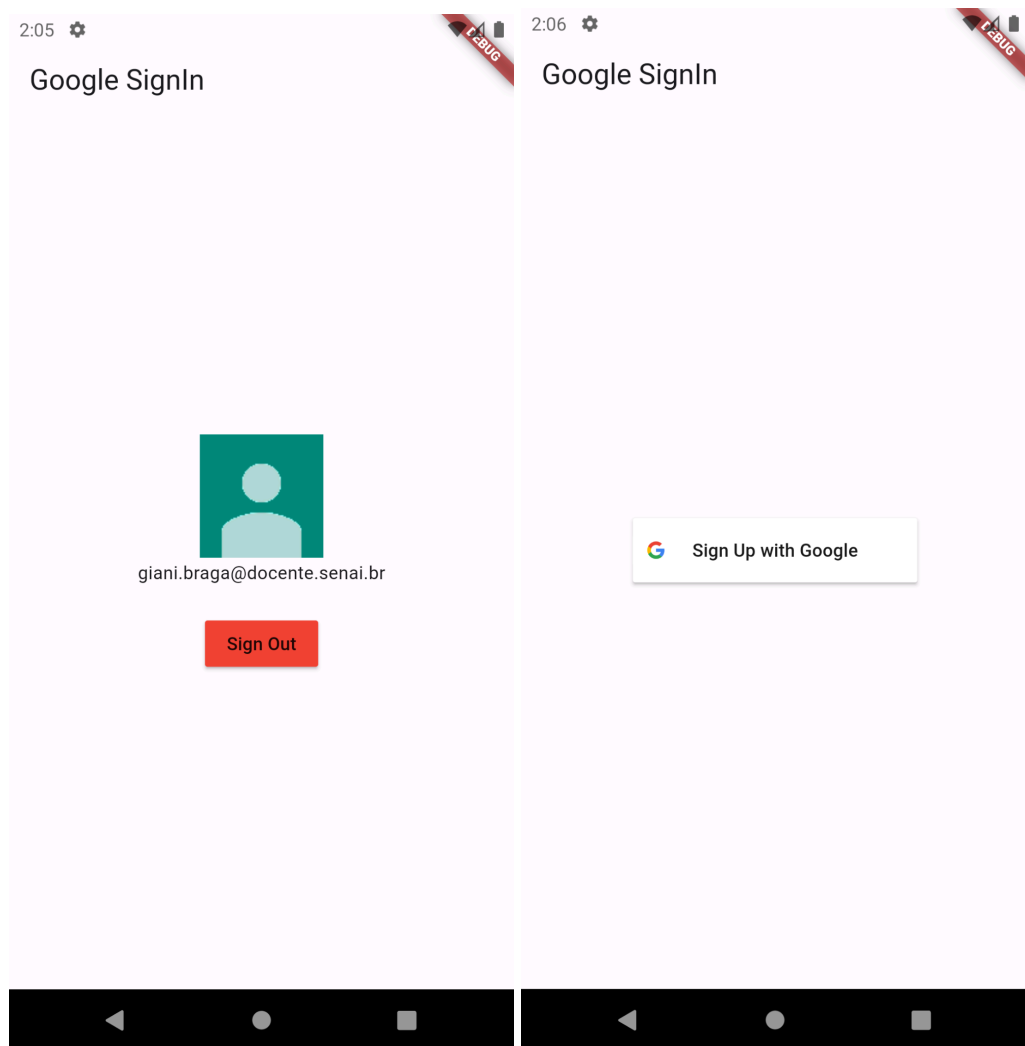 2:05
DEBUG
Google SignIn
giani.braga@docente.senai.br
Sign Out
2:06
DEBUG
Google SignIn
Sign Up with Google